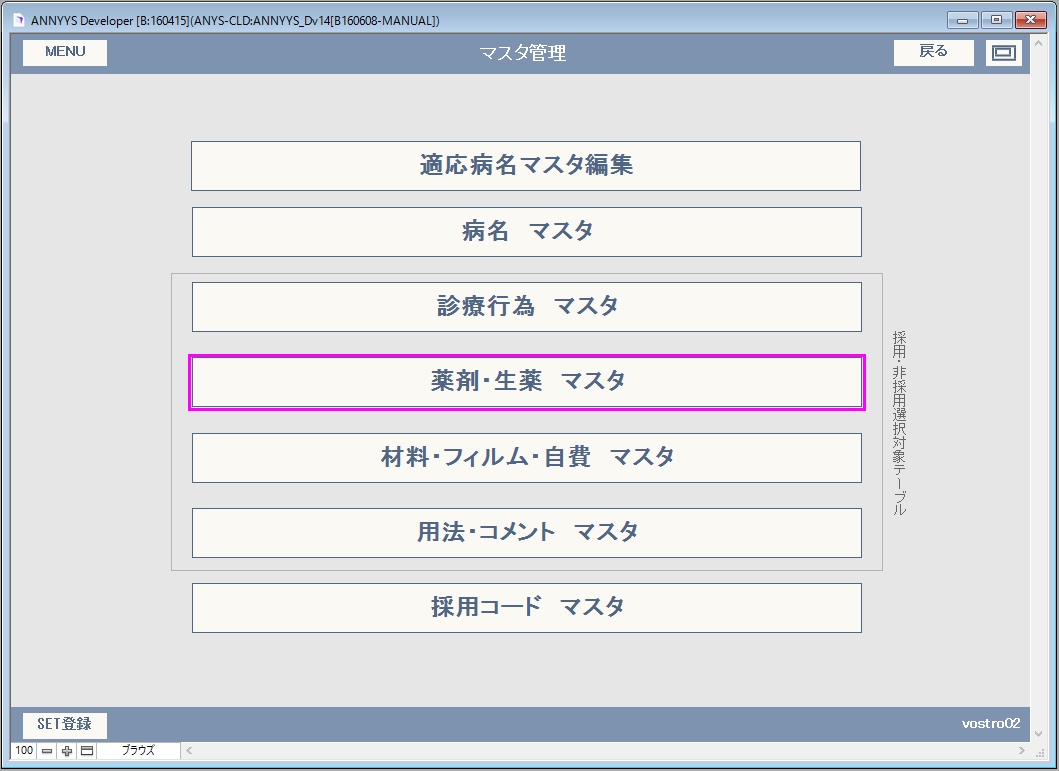 ANNYYS Developer [B:160415](ANYS-CLD:ANNYYS_Dv14[B160608-MANUAL])
MENU
マスタ管理
戻る
適応病名マスタ編集
病名　マスタ
診療行為　マスタ
薬剤・生薬　マスタ
材料・フィルム・自費　マスタ
用法・コメント　マスタ
採用コード　マスタ
採用・非採用選択対象テーブル
SET登録
vostro02
100
ブラウズ